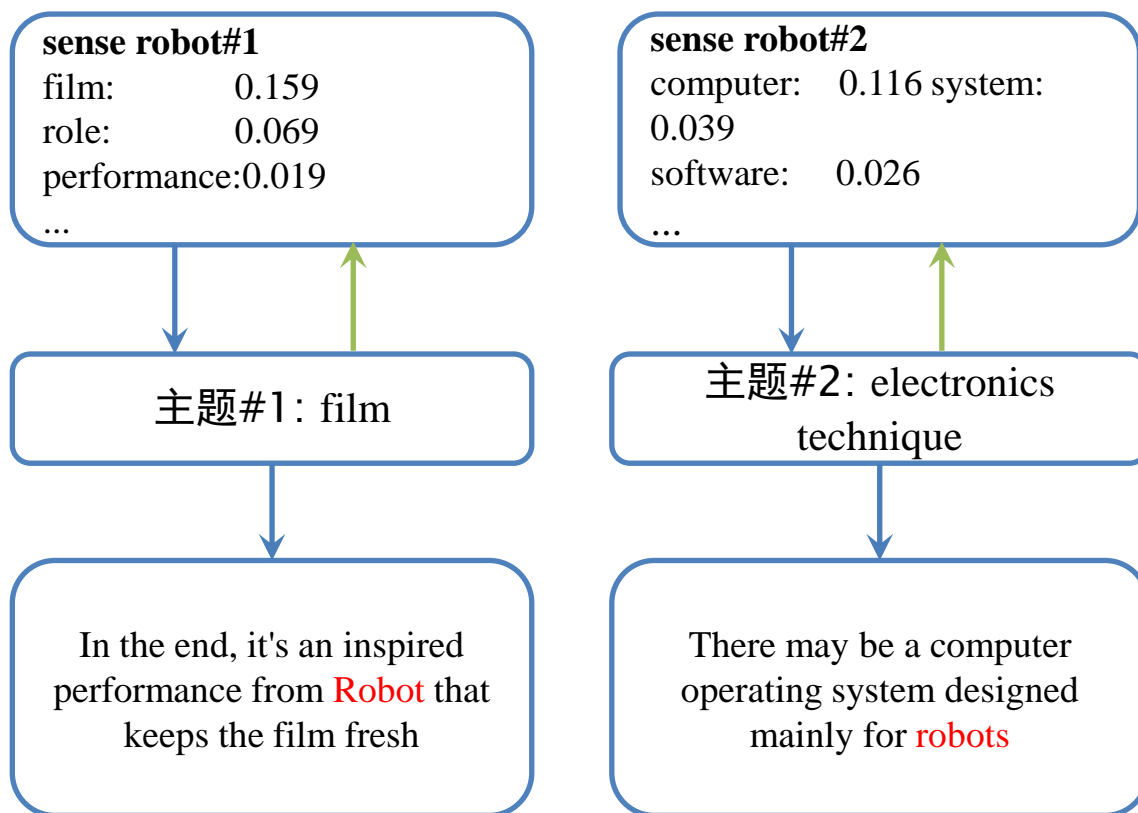 sense robot#1
film: 0.159
role: 0.069
performance:0.019
...
sense robot#2
computer: 0.116 system:
0.039
software: 0.026
...
主题#1: film
主题#2: electronics
technique
In the end, it's an inspired
performance from Robot that
keeps the film fresh
There may be a computer
operating system designed
mainly for robots